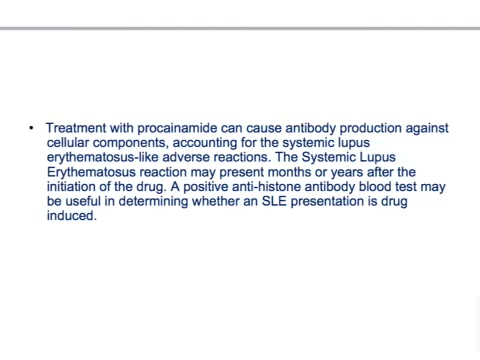 • Treatment with procainamide can cause antibody production against
cellular components, accounting for the systemic lupus
erythematosus-like adverse reactions. The Systemic Lupus
Erythematosus reaction may present months or years after the
initiation of the drug. A positive anti-histone antibody blood test may
be useful in determining whether an SLE presentation is drug
induced.